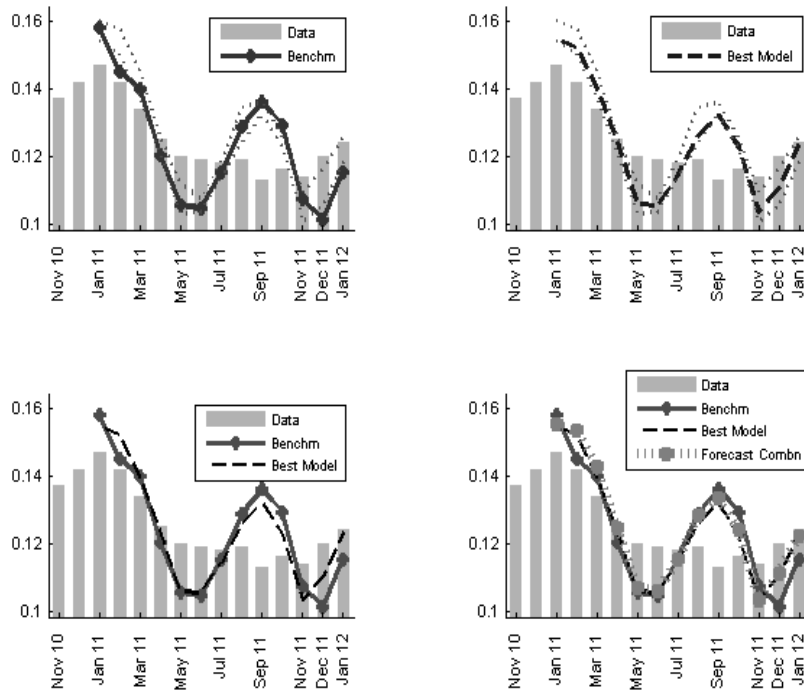 0.16
0.14
0.12
0.1
Data
Benchm
Nov 10
Jan 11
Mar 11
May 11
Jul 11
Sep 11
Nov 11
Dec 11
Jan 12
0.16
0.14
0.12
0.1
Data
Best Model
Nov 10
Jan 11
Mar 11
May 11
Jul 11
Sep 11
Nov 11
Dec 11
Jan 12
0.16
0.14
0.12
0.1
Data
Benchm
Best Model
Nov 10
Jan 11
Mar 11
May 11
Jul 11
Sep 11
Nov 11
Dec 11
Jan 12
0.16
0.14
0.12
0.1
Data
Benchm
Best Model
Forecast Combn
Nov 10
Jan 11
Mar 11
May 11
Jul 11
Sep 11
Nov 11
Dec 11
Jan 12